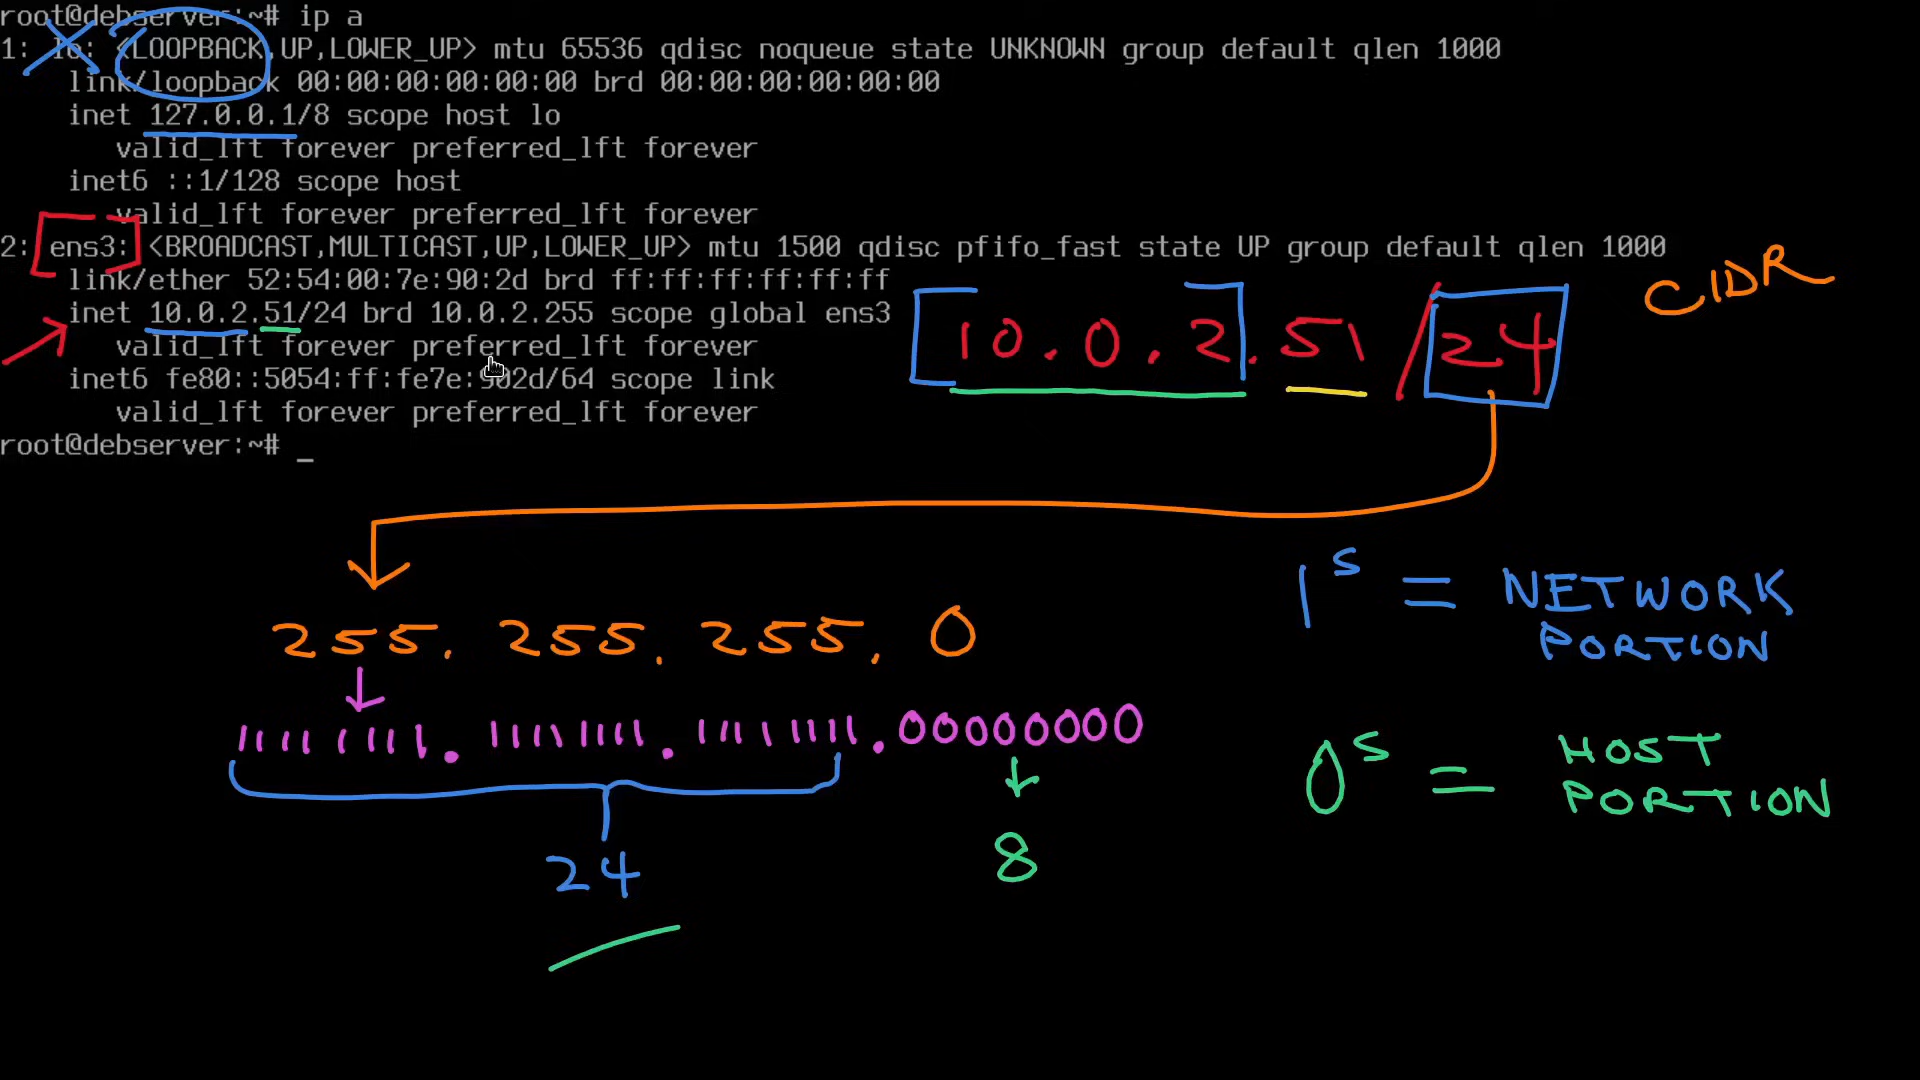 root@debserver:~# ip a
1: lo: <LOOPBACK,UP,LOWER_UP> mtu 65536 qdisc noqueue state UNKNOWN group default qlen 1000
link/loopback 00:00:00:00:00:00 brd 00:00:00:00:00:00
inet 127.0.0.1/8 scope host lo
valid_lft forever preferred_lft forever
inet6 ::1/128 scope host
valid_lft forever preferred_lft forever
2: ens3: <BROADCAST,MULTICAST,UP,LOWER_UP> mtu 1500 qdisc pfifo_fast state UP group default qlen 1000
link/ether 52:54:00:7e:90:2d brd ff:ff:ff:ff:ff:ff
inet 10.0.2.51/24 brd 10.0.2.255 scope global ens3
valid_lft forever preferred_lft forever
inet6 fe80::5054:ff:fe7e:902d/64 scope link
valid_lft forever preferred_lft forever
root@debserver:~# _
CIDR
10.0.2.51/24
255.255.255.0
11111111.11111111.11111111.00000000
24
8
1s = NETWORK
PORTION
0s = HOST
PORTION